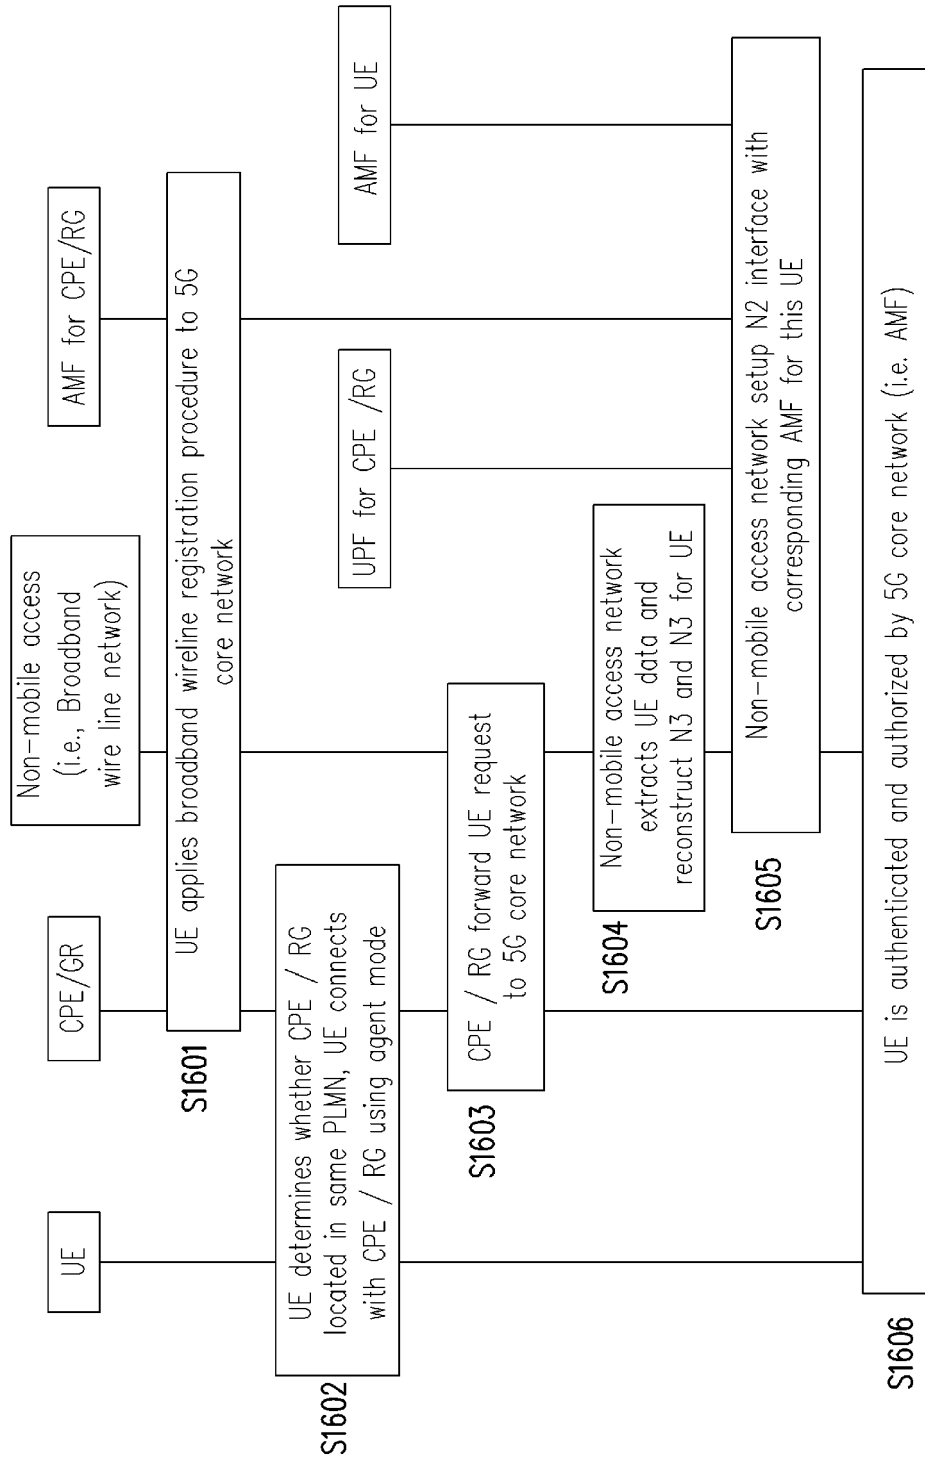 UE
CPE/GR
Non-mobile access
(i.e., Broadband
wire line network)
AMF for CPE/RG
S1601
UE applies broadband wireline registration procedure to 5G
core network
S1602
UE determines whether CPE / RG
located in same PLMN, UE connects
with CPE / RG using agent mode
UPF for CPE /RG
AMF for UE
S1603
CPE / RG forward UE request
to 5G core network
S1604
Non-mobile access network
extracts UE data and
reconstruct N3 and N3 for UE
S1605
Non-mobile access network setup N2 interface with
corresponding AMF for this UE
S1606
UE is authenticated and authorized by 5G core network (i.e. AMF)